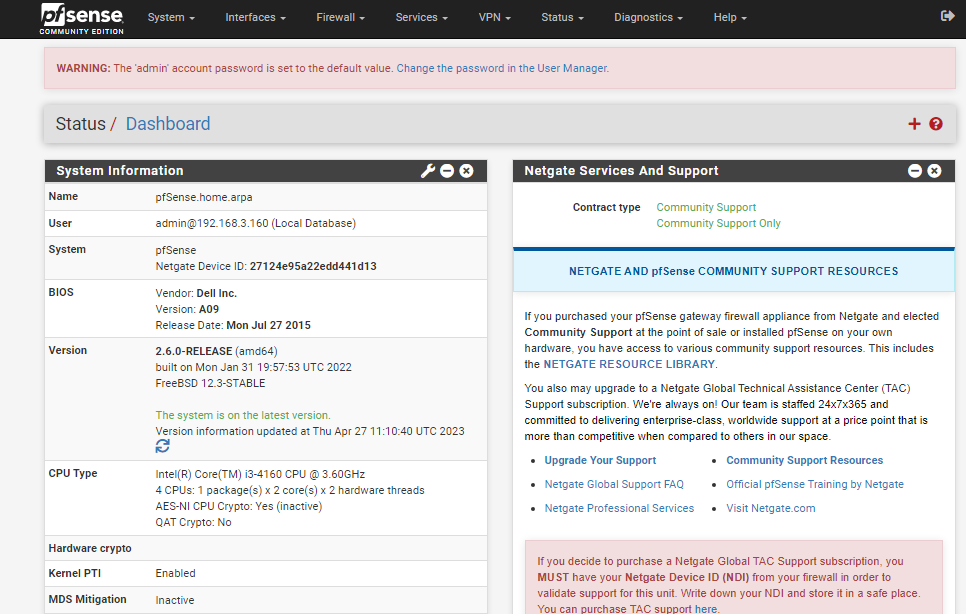 pfsense
COMMUNITY EDITION
System Interfaces Firewall Services VPN Status Diagnostics Help
WARNING: The 'admin' account password is set to the default value. Change the password in the User Manager.
Status / Dashboard
System Information
Name pfSense.home.arpa
User admin@192.168.3.160 (Local Database)
System pfSense
Netgate Device ID: 27124e95a22edd441d13
BIOS Vendor: Dell Inc.
Version: A09
Release Date: Mon Jul 27 2015
Version 2.6.0-RELEASE (amd64)
built on Mon Jan 31 19:57:53 UTC 2022
FreeBSD 12.3-STABLE
The system is on the latest version.
Version information updated at Thu Apr 27 11:10:40 UTC 2023
CPU Type Intel(R) Core(TM) i3-4160 CPU @ 3.60GHz
4 CPUs: 1 package(s) x 2 core(s) x 2 hardware threads
AES-NI CPU Crypto: Yes (inactive)
QAT Crypto: No
Hardware crypto
Kernel PTI Enabled
MDS Mitigation Inactive
Netgate Services And Support
Contract type Community Support
Community Support Only
NETGATE AND pfSense COMMUNITY SUPPORT RESOURCES
If you purchased your pfSense gateway firewall appliance from Netgate and elected
Community Support at the point of sale or installed pfSense on your own
hardware, you have access to various community support resources. This includes
the NETGATE RESOURCE LIBRARY.
You also may upgrade to a Netgate Global Technical Assistance Center (TAC)
Support subscription. We're always on! Our team is staffed 24x7x365 and
committed to delivering enterprise-class, worldwide support at a price point that is
more than competitive when compared to others in our space.
• Upgrade Your Support • Community Support Resources
• Netgate Global Support FAQ • Official pfSense Training by Netgate
• Netgate Professional Services • Visit Netgate.com
If you decide to purchase a Netgate Global TAC Support subscription, you
MUST have your Netgate Device ID (NDI) from your firewall in order to
validate support for this unit. Write down your NDI and store it in a safe place.
You can purchase TAC support here.